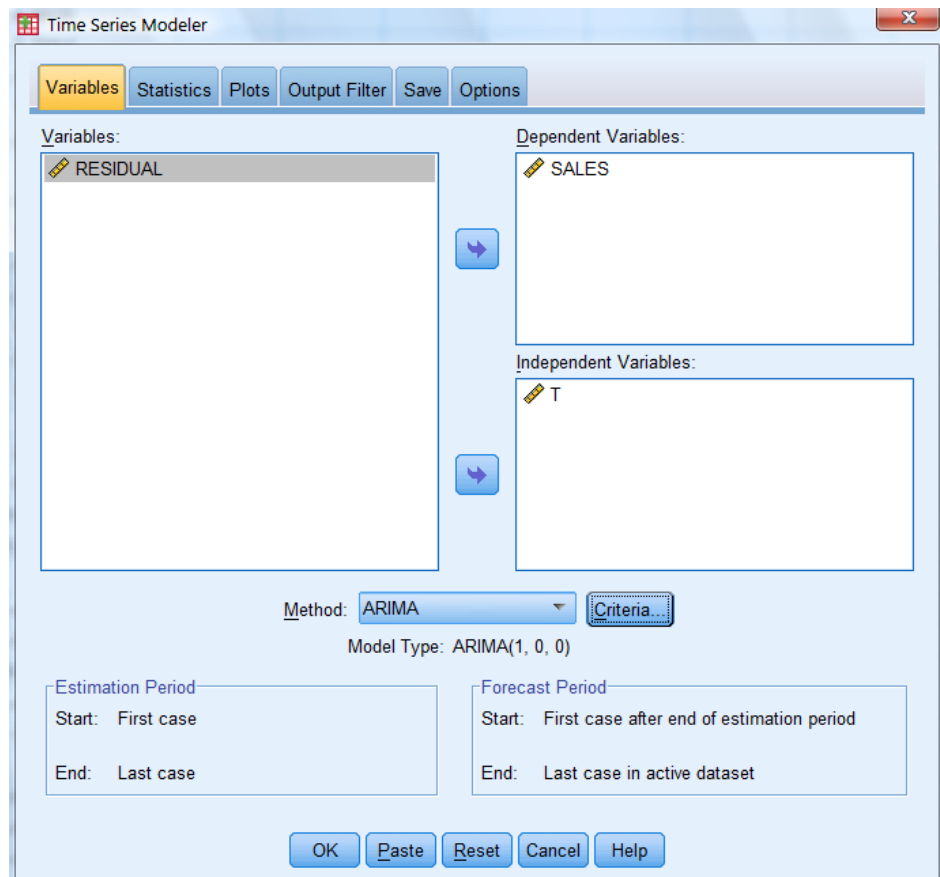 Time Series Modeler
Variables Statistics Plots Output Filter Save Options
Variables:
RESIDUAL
Dependent Variables:
SALES
Independent Variables:
T
Method: ARIMA Criteria...
Model Type: ARIMA(1, 0, 0)
Estimation Period
Start: First case
End: Last case
Forecast Period
Start: First case after end of estimation period
End: Last case in active dataset
OK Paste Reset Cancel Help